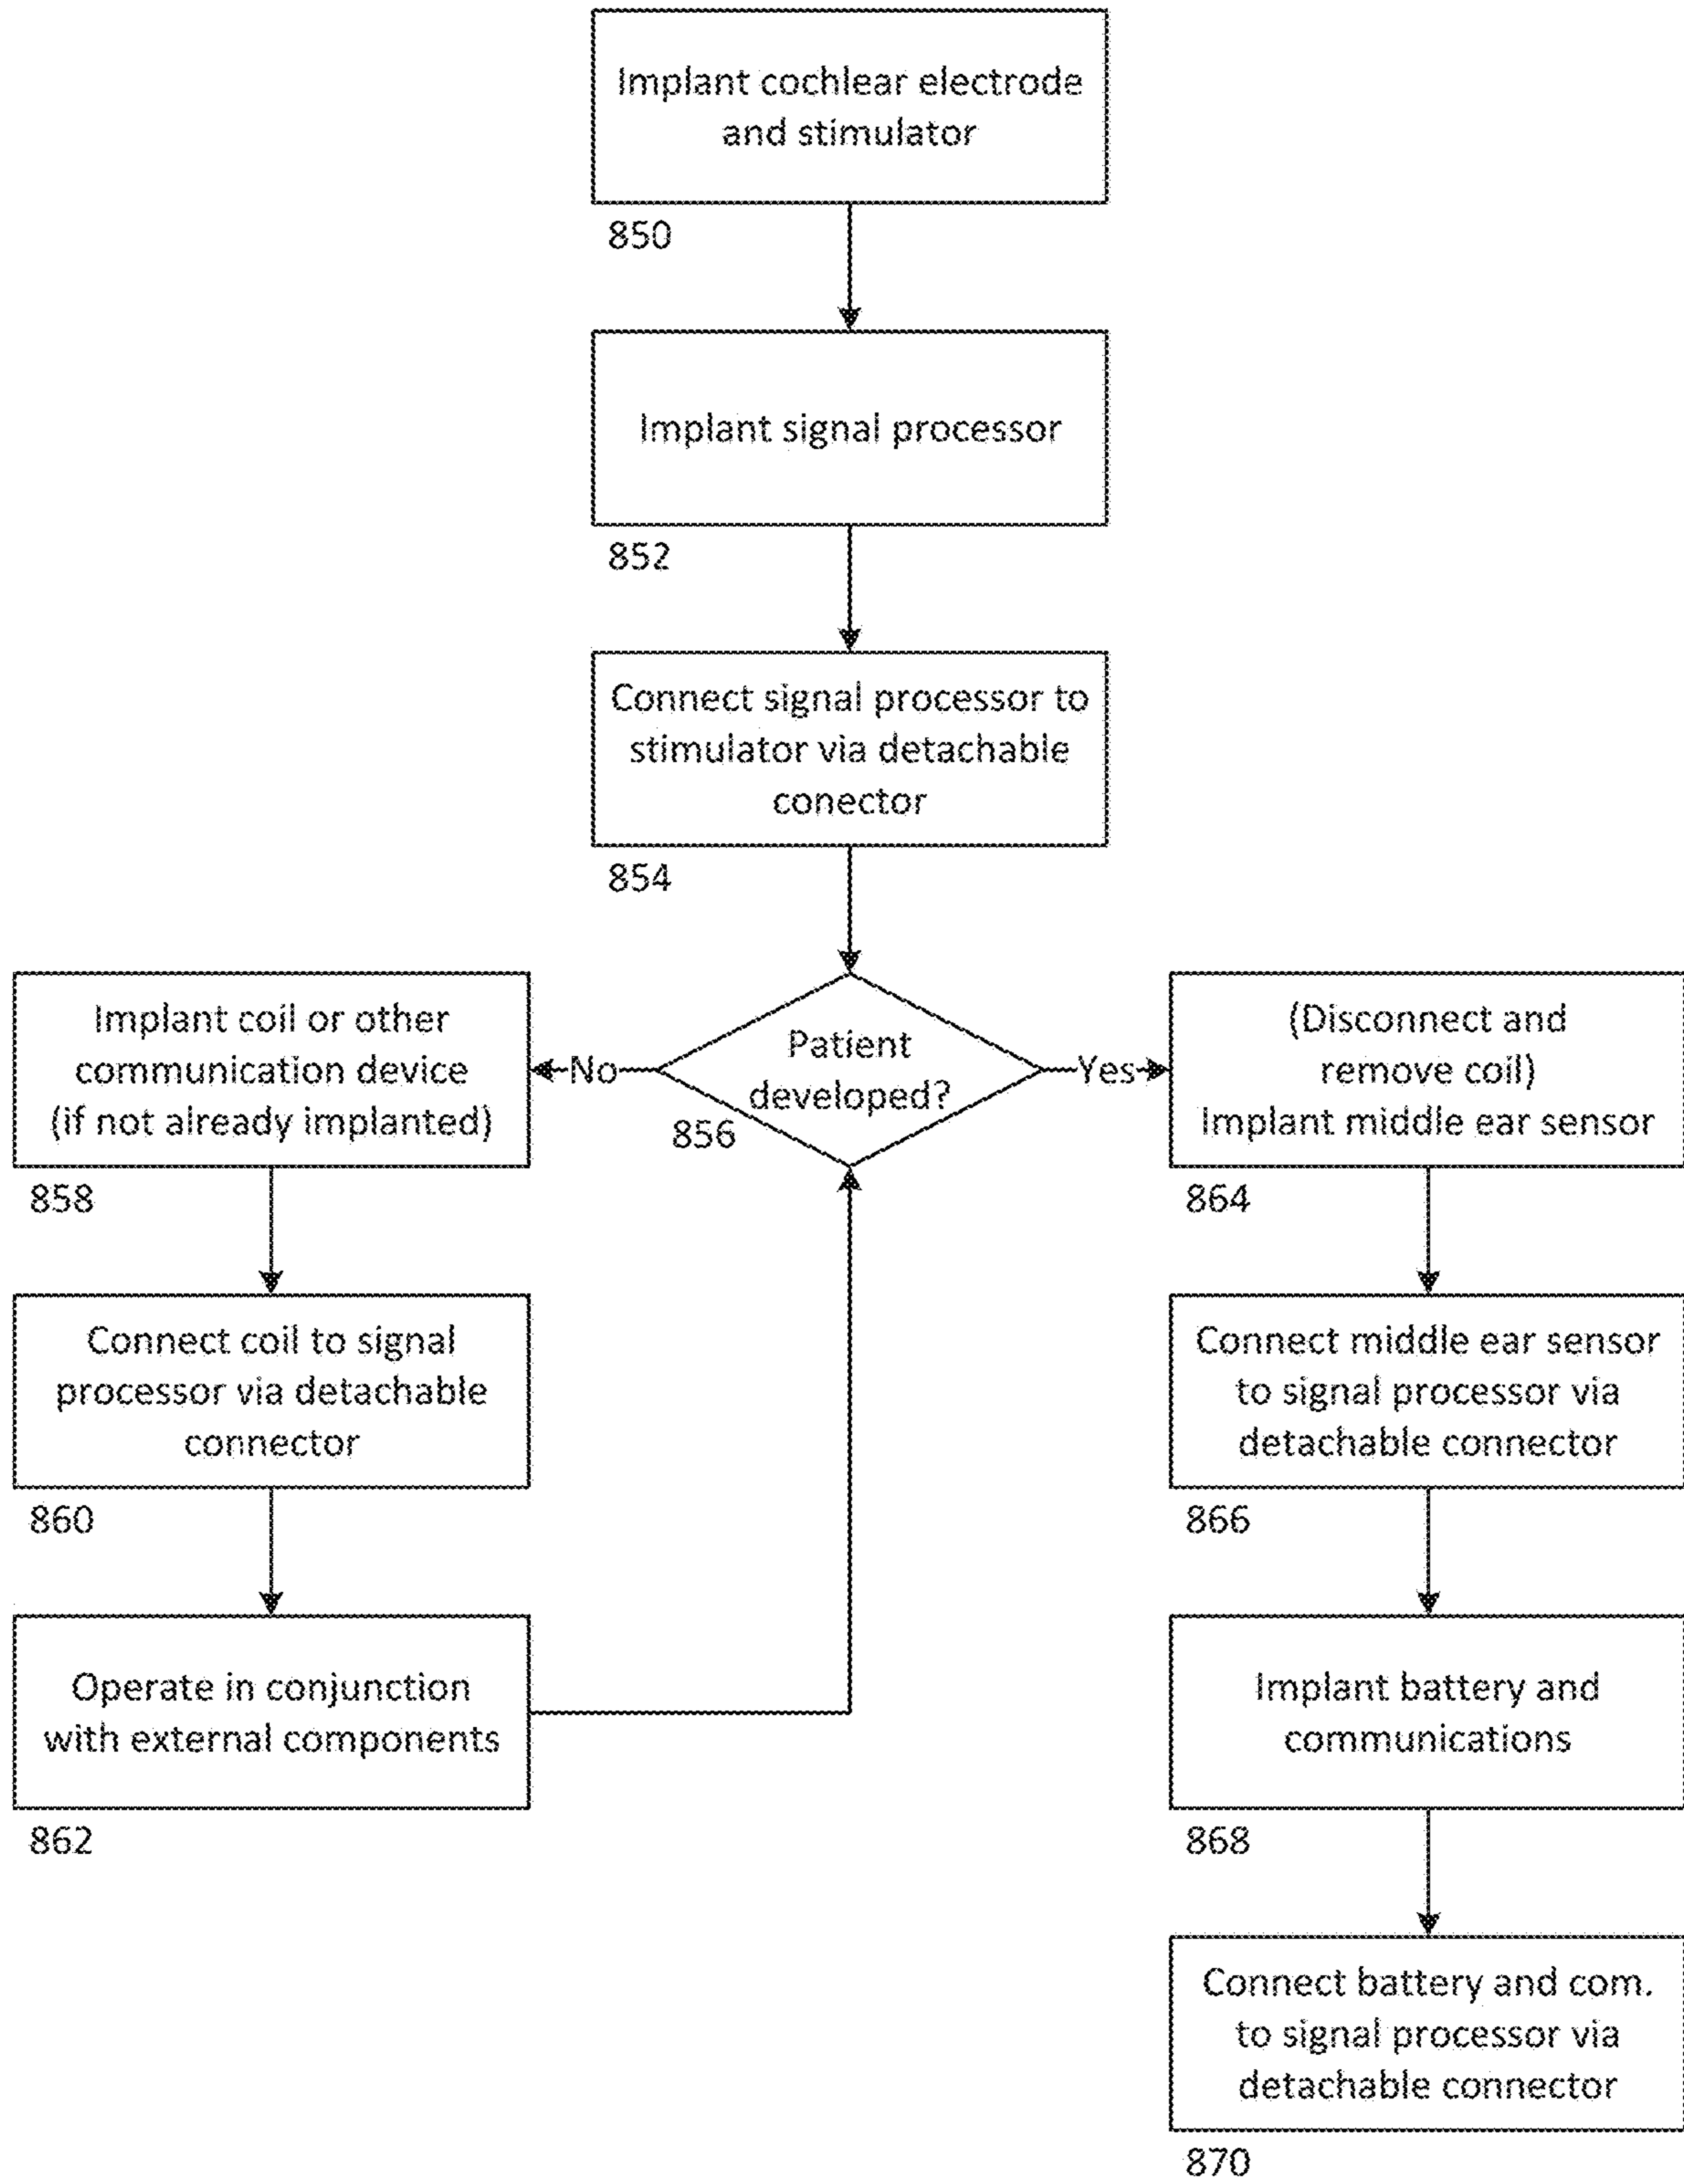 Implant cochlear electrode
and stimulator
850
Implant signal processor
852
Connect signal processor to
stimulator via detachable
conector
854
Patient
developed?
856
No
Yes
Implant coil or other
communication device
(if not already implanted)
858
Connect coil to signal
processor via detachable
connector
860
Operate in conjunction
with external components
862
(Disconnect and
remove coil)
Implant middle ear sensor
864
Connect middle ear sensor
to signal processor via
detachable connector
866
Implant battery and
communications
868
Connect battery and com.
to signal processor via
detachable connector
870